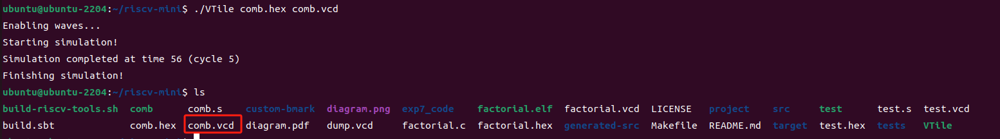 ubuntu@ubuntu-2204:~/riscv-mini$ ./VTile comb.hex comb.vcd
Enabling waves...
Starting simulation!
Simulation completed at time 56 (cycle 5)
Finishing simulation!
ubuntu@ubuntu-2204:~/riscv-mini$ ls
build-riscv-tools.sh  comb      comb.s    custom-bmark  diagram.png  exp7_code    factorial.elf  factorial.vcd  LICENSE   project    src     test      test.s  test.vcd
build.sbt             comb.hex  comb.vcd  diagram.pdf   dump.vcd     factorial.c  factorial.hex  generated-src  Makefile  README.md  target  test.hex  tests   VTile